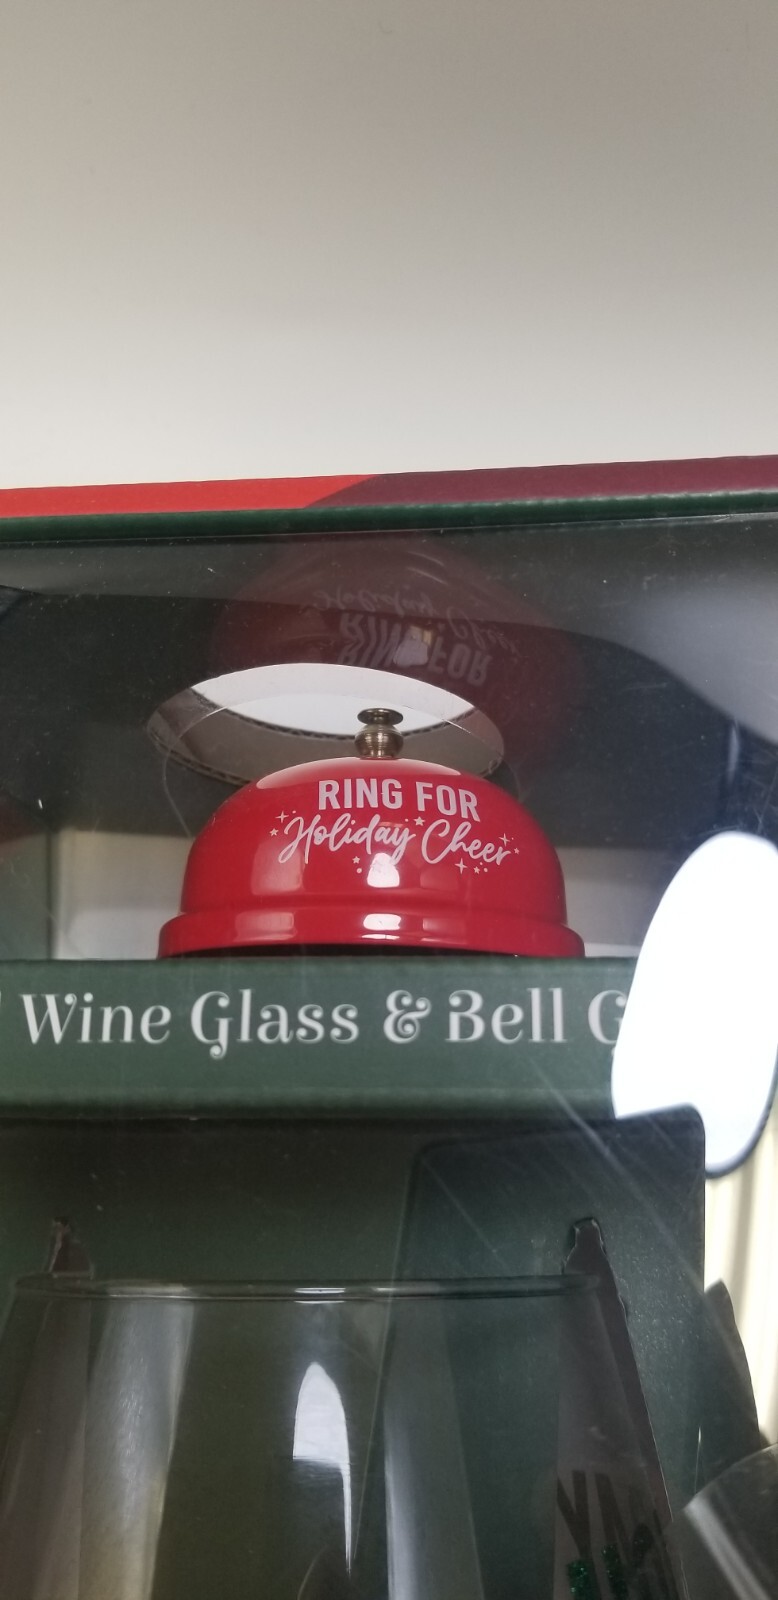 RING FOR
Holiday Cheer
Wine Glass & Bell